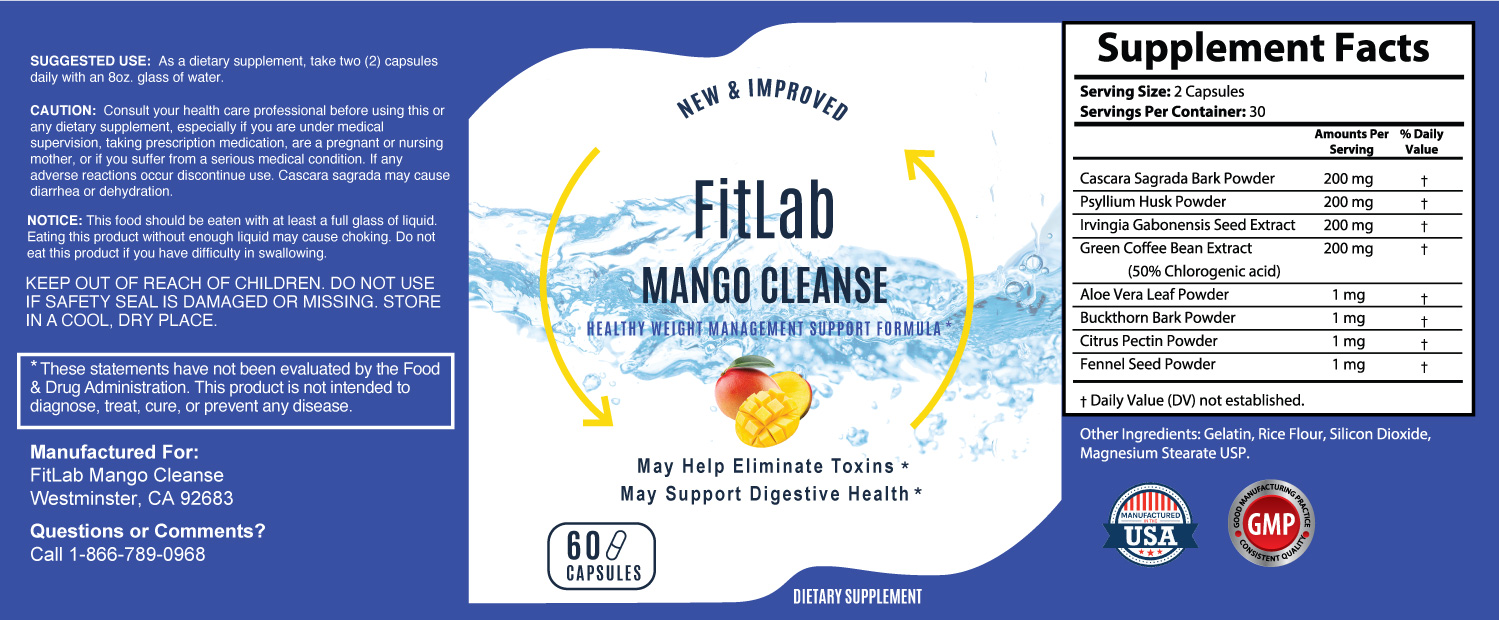 SUGGESTED USE: As a dietary supplement, take two (2) capsules
daily with an 8oz. glass of water.
CAUTION: Consult your health care professional before using this or
any dietary supplement, especially if you are under medical
supervision, taking prescription medication, are a pregnant or nursing
mother, or if you suffer from a serious medical condition. If any
adverse reactions occur discontinue use. Cascara sagrada may cause
diarrhea or dehydration.
NOTICE: This food should be eaten with at least a full glass of liquid.
Eating this product without enough liquid may cause choking. Do not
eat this product if you have difficulty in swallowing.
KEEP OUT OF REACH OF CHILDREN. DO NOT USE
IF SAFETY SEAL IS DAMAGED OR MISSING. STORE
IN A COOL, DRY PLACE.
* These statements have not been evaluated by the Food
& Drug Administration. This product is not intended to
diagnose, treat, cure, or prevent any disease.
Manufactured For:
FitLab Mango Cleanse
Westminster, CA 92683
Questions or Comments?
Call 1-866-789-0968
NEW & IMPROVED
FitLab
MANGO CLEANSE
HEALTHY WEIGHT MANAGEMENT SUPPORT FORMULA*
May Help Eliminate Toxins *
May Support Digestive Health *
60
CAPSULES
DIETARY SUPPLEMENT
Supplement Facts
Serving Size: 2 Capsules
Servings Per Container: 30
Amounts Per % Daily
Serving Value
Cascara Sagrada Bark Powder 200 mg †
Psyllium Husk Powder 200 mg †
Irvingia Gabonensis Seed Extract 200 mg †
Green Coffee Bean Extract 200 mg †
(50% Chlorogenic acid)
Aloe Vera Leaf Powder 1 mg †
Buckthorn Bark Powder 1 mg †
Citrus Pectin Powder 1 mg †
Fennel Seed Powder 1 mg †
† Daily Value (DV) not established.
Other Ingredients: Gelatin, Rice Flour, Silicon Dioxide,
Magnesium Stearate USP.
MANUFACTURED
IN THE
USA
GOOD MANUFACTURING PRACTICE
GMP
CONSISTENT QUALITY